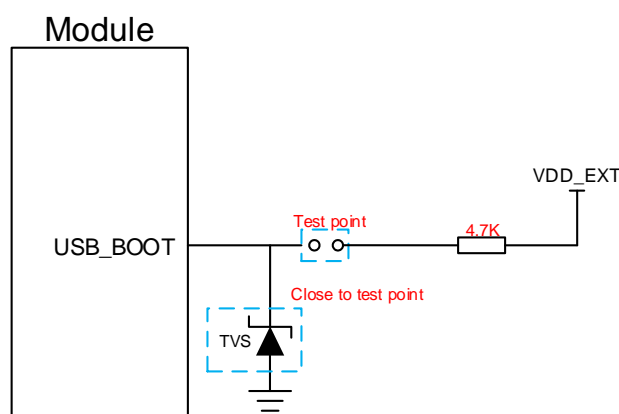 Module
VDD_EXT
Test point
4.7K
USB_BOOT
Close to test point
TVS